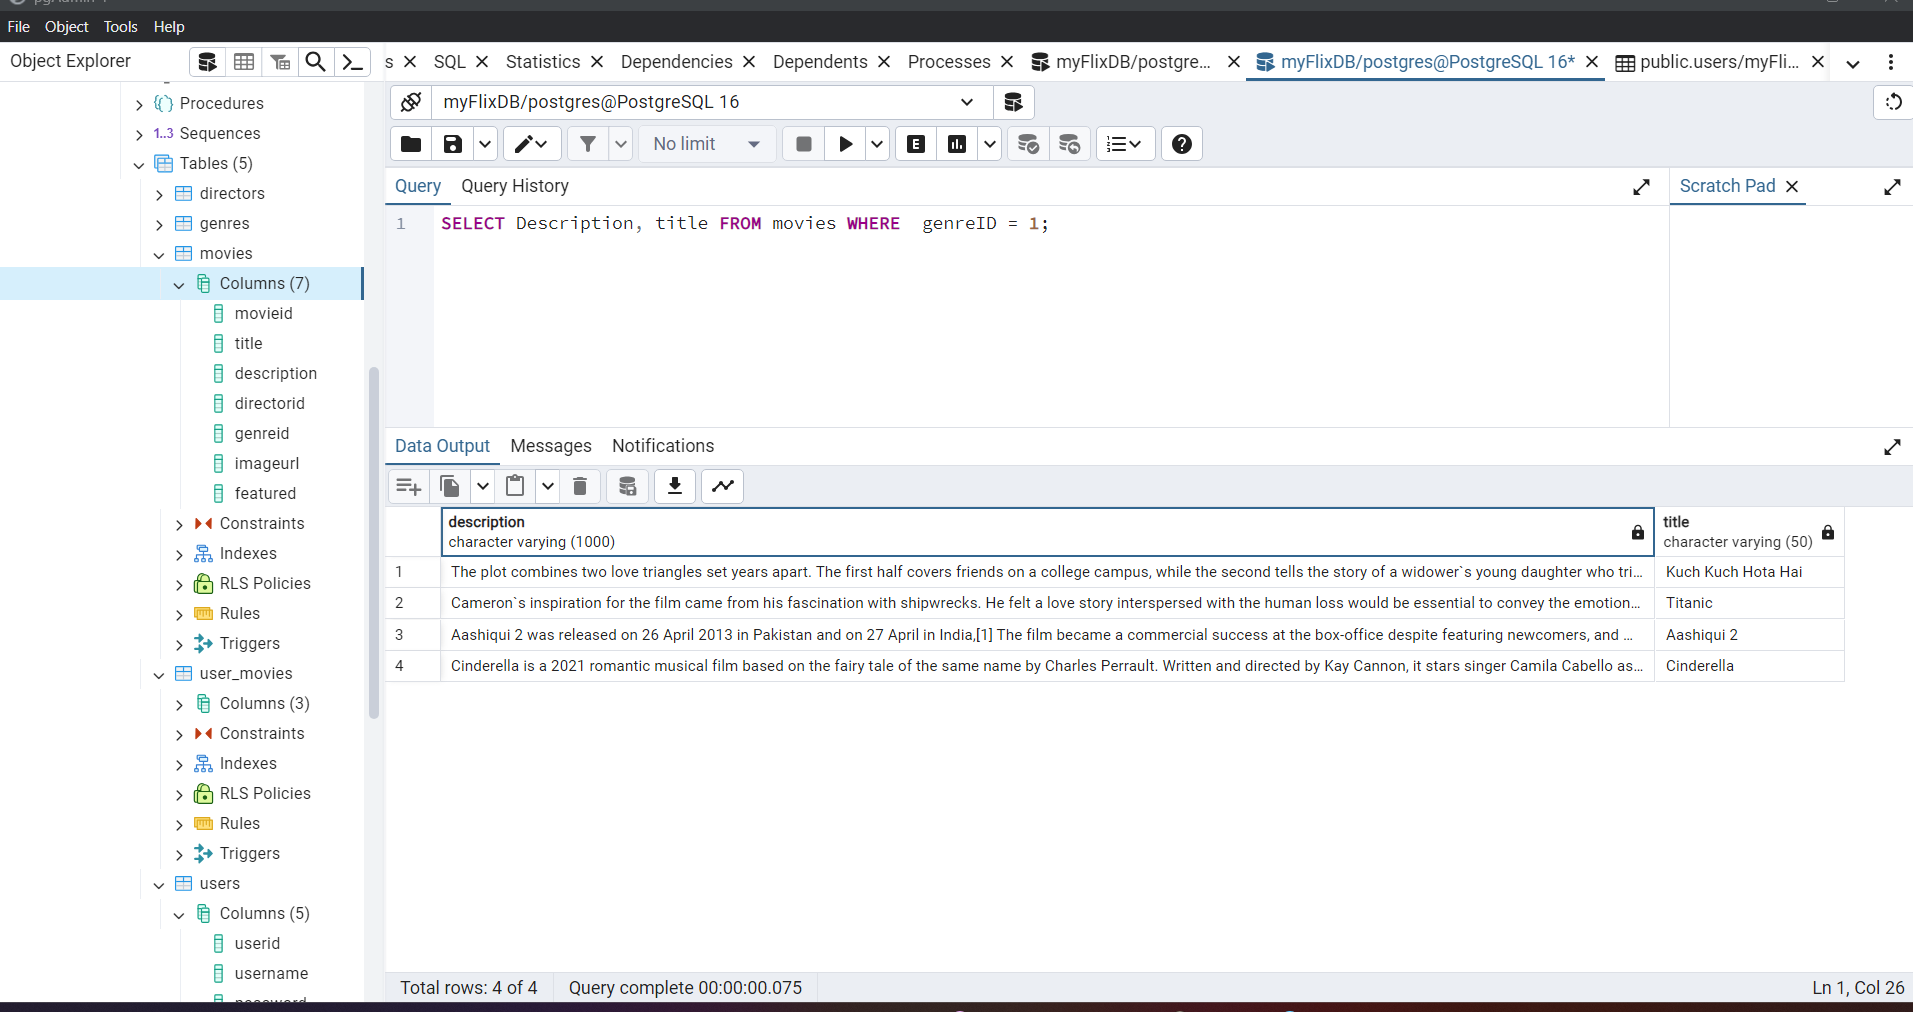 File Object Tools Help
Object Explorer
s SQL Statistics Dependencies Dependents Processes myFlixDB/postgre... myFlixDB/postgres@PostgreSQL 16* public.users/myFli...
myFlixDB/postgres@PostgreSQL 16
No limit
E
Query Query History
Scratch Pad
1 SELECT Description, title FROM movies WHERE genreID = 1;
Procedures
1..3 Sequences
Tables (5)
directors
genres
movies
Columns (7)
movieid
title
description
directorid
genreid
imageurl
featured
Constraints
Indexes
RLS Policies
Rules
Triggers
user_movies
Columns (3)
Constraints
Indexes
RLS Policies
Rules
Triggers
users
Columns (5)
userid
username
password
Data Output Messages Notifications
description
character varying (1000)
title
character varying (50)
1 The plot combines two love triangles set years apart. The first half covers friends on a college campus, while the second tells the story of a widower`s young daughter who tri... Kuch Kuch Hota Hai
2 Cameron`s inspiration for the film came from his fascination with shipwrecks. He felt a love story interspersed with the human loss would be essential to convey the emotion... Titanic
3 Aashiqui 2 was released on 26 April 2013 in Pakistan and on 27 April in India,[1] The film became a commercial success at the box-office despite featuring newcomers, and ... Aashiqui 2
4 Cinderella is a 2021 romantic musical film based on the fairy tale of the same name by Charles Perrault. Written and directed by Kay Cannon, it stars singer Camila Cabello as... Cinderella
Total rows: 4 of 4 Query complete 00:00:00.075 Ln 1, Col 26